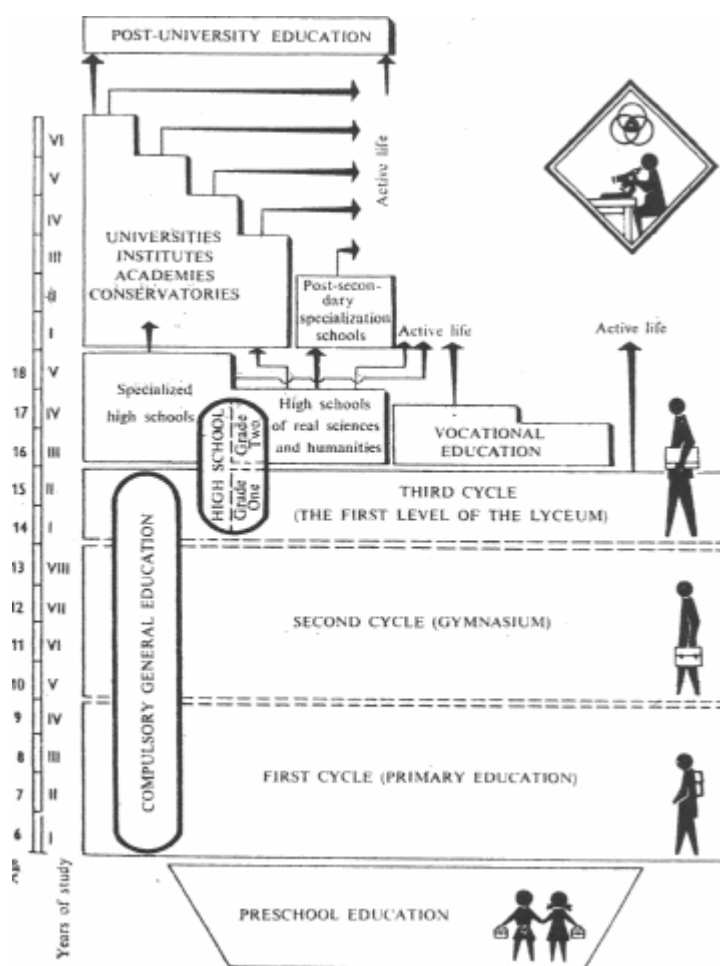 POST-UNIVERSITY EDUCATION
VI
V
IV
III
II
I
Active life
UNIVERSITIES
INSTITUTES
ACADEMIES
CONSERVATORIES
Post-secon-
dary
specialization
schools
Active life
Active life
18 V
17 IV
16 III
Specialized
high schools
HIGH SCHOOL
Grade Two
Grade One
High schools
of real sciences
and humanities
VOCATIONAL
EDUCATION
15 II
14 I
THIRD CYCLE
(THE FIRST LEVEL OF THE LYCEUM)
COMPULSORY GENERAL EDUCATION
13 VIII
12 VII
11 VI
10 V
SECOND CYCLE (GYMNASIUM)
9 IV
8 III
7 II
6 I
FIRST CYCLE (PRIMARY EDUCATION)
Age
Years of study
PRESCHOOL EDUCATION